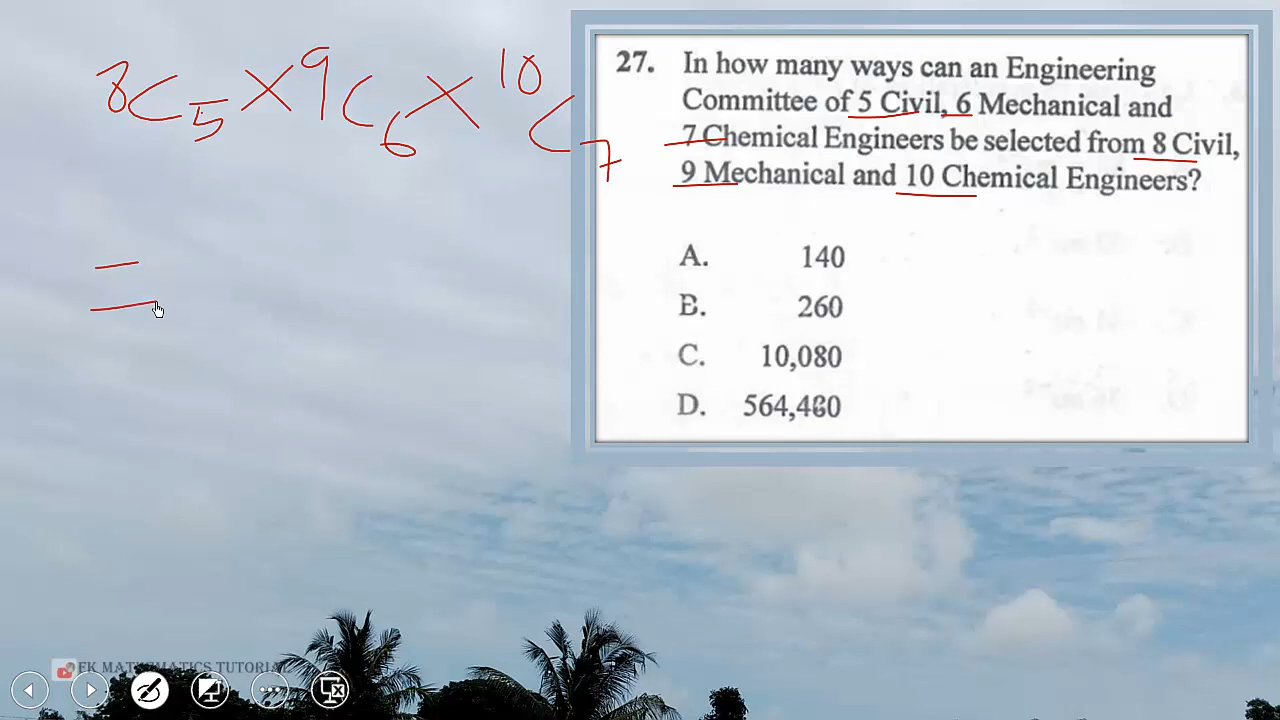 ⁸C₅ × ⁹C₆ × ¹⁰C₇
=
27. In how many ways can an Engineering
Committee of 5 Civil, 6 Mechanical and
7 Chemical Engineers be selected from 8 Civil,
9 Mechanical and 10 Chemical Engineers?
A. 140
B. 260
C. 10,080
D. 564,480
EK MATHEMATICS TUTORIAL